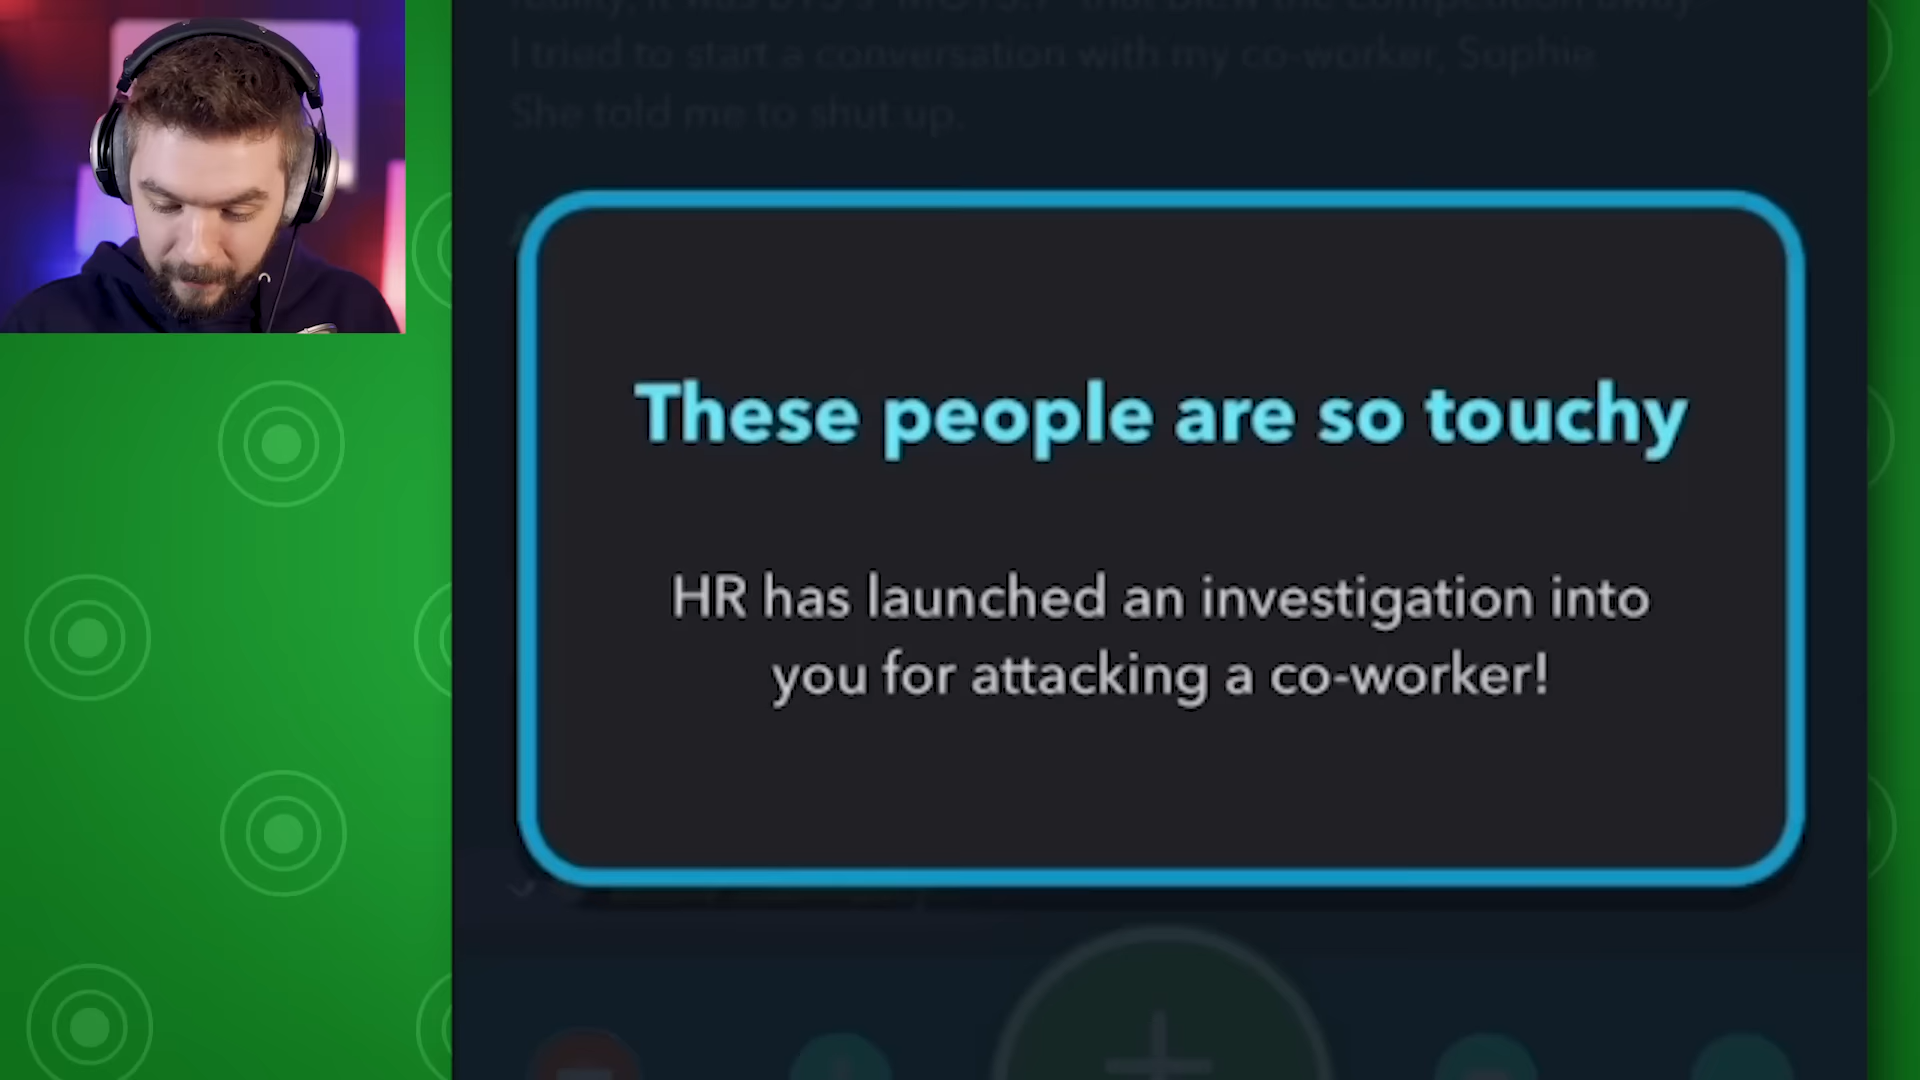 I tried to start a conversation with my co-worker, Sophie.
She told me to shut up.
These people are so touchy
HR has launched an investigation into
you for attacking a co-worker!